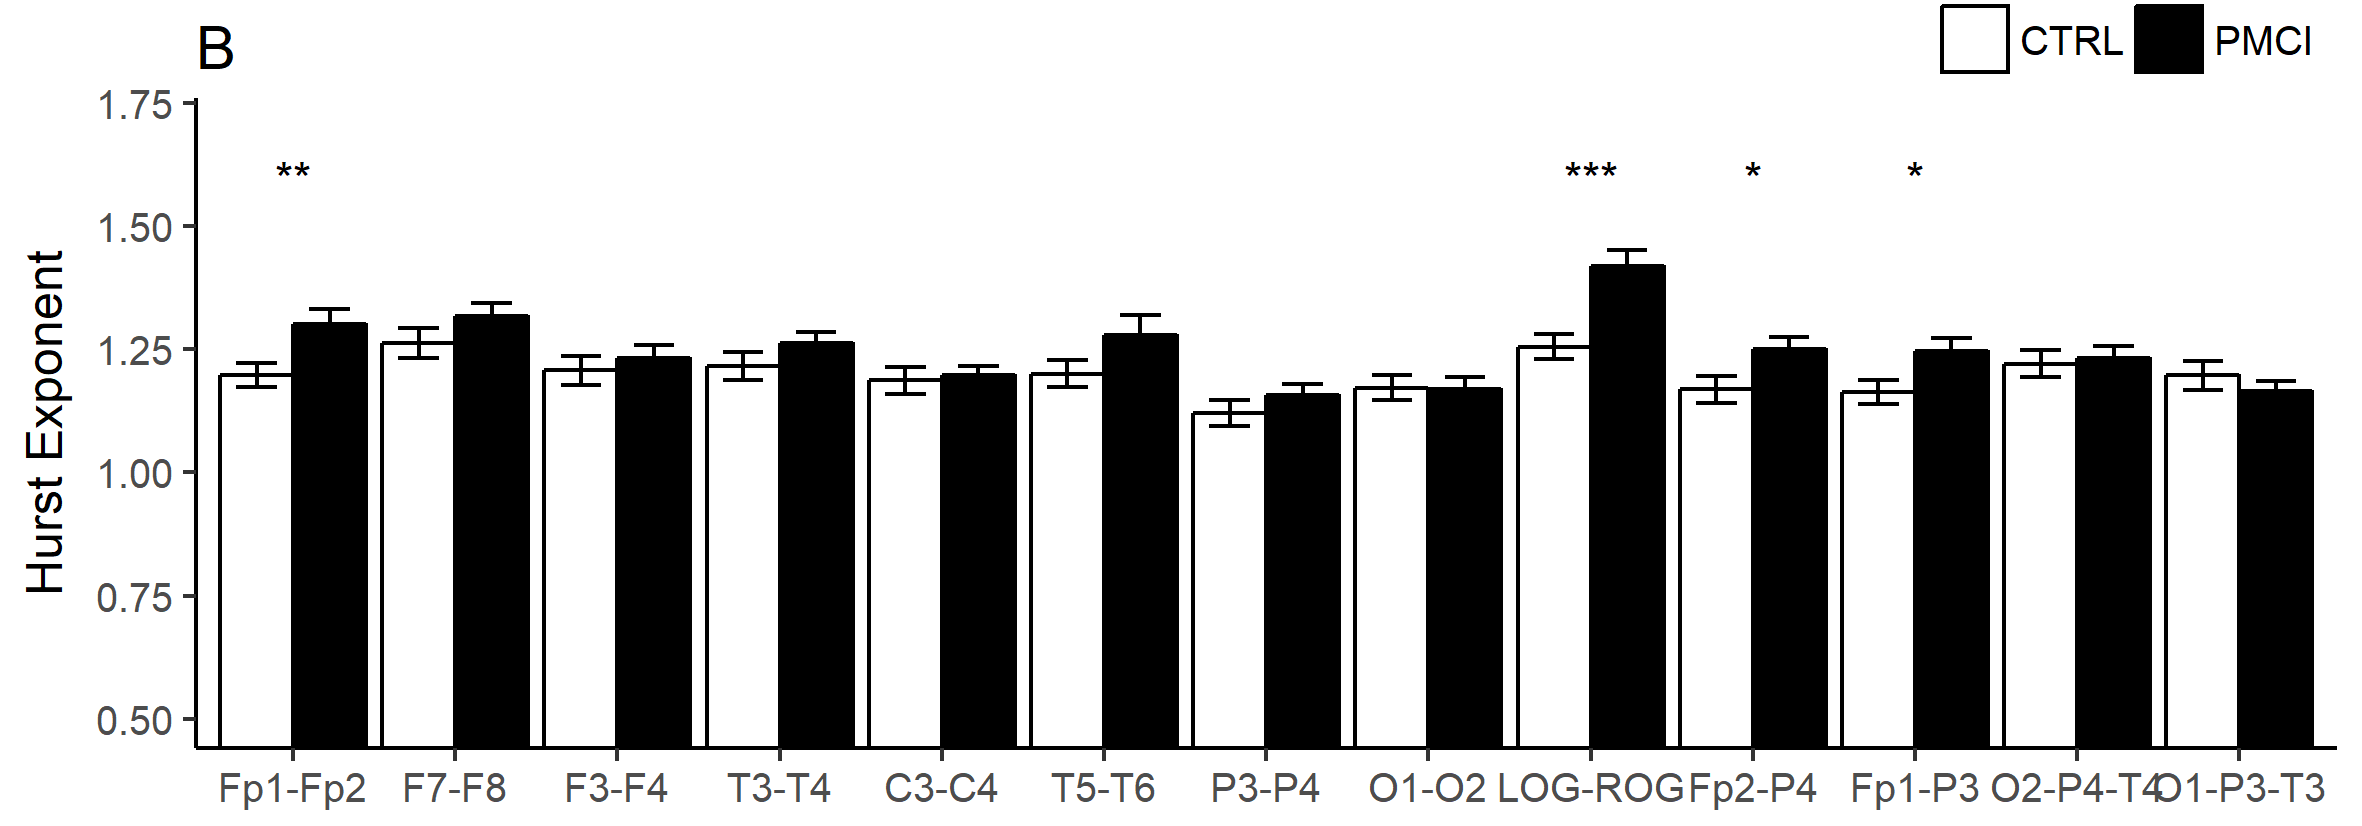 B
CTRL PMCI
1.75
1.50
1.25
1.00
0.75
0.50
Hurst Exponent
** *** * *
Fp1-Fp2 F7-F8 F3-F4 T3-T4 C3-C4 T5-T6 P3-P4 O1-O2 LOG-ROG Fp2-P4 Fp1-P3 O2-P4-T4 O1-P3-T3